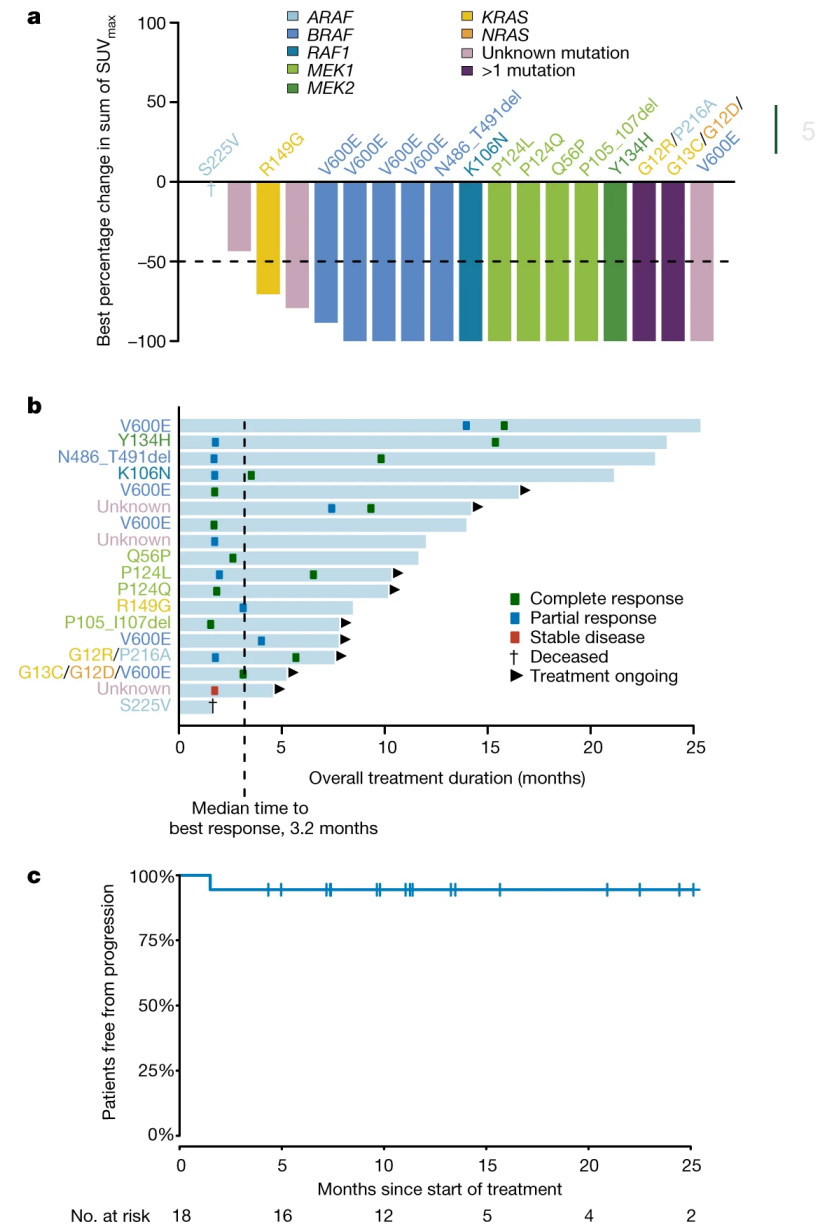 a
Best percentage change in sum of SUVmax
100
50
0
−50
−100
ARAF
BRAF
RAF1
MEK1
MEK2
KRAS
NRAS
Unknown mutation
>1 mutation
S225V
†
R149G
V600E
V600E
V600E
V600E
N486_T491del
K106N
P124L
P124Q
Q56P
P105_107del
Y134H
G12R/P216A
G13C/G12D/
V600E
5
b
V600E
Y134H
N486_T491del
K106N
V600E
Unknown
V600E
Unknown
Q56P
P124L
P124Q
R149G
P105_I107del
V600E
G12R/P216A
G13C/G12D/V600E
Unknown
S225V
†
Complete response
Partial response
Stable disease
† Deceased
Treatment ongoing
0 5 10 15 20 25
Overall treatment duration (months)
Median time to
best response, 3.2 months
c
Patients free from progression
100%
75%
50%
25%
0%
0 5 10 15 20 25
Months since start of treatment
No. at risk 18 16 12 5 4 2